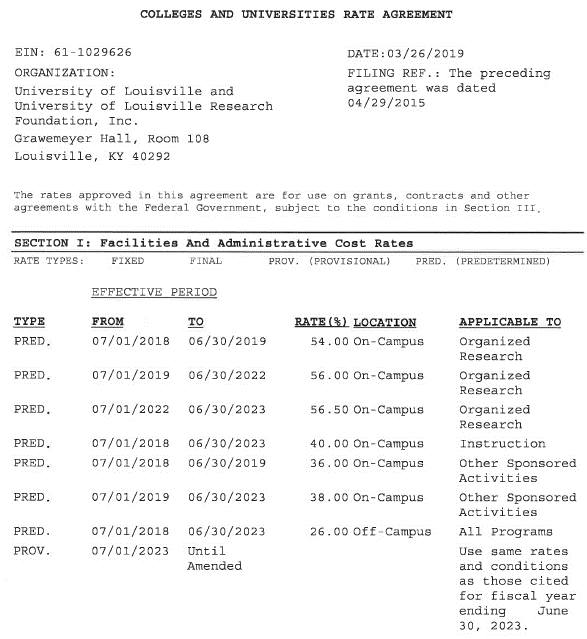 COLLEGES AND UNIVERSITIES RATE AGREEMENT
EIN: 61-1029626
DATE:03/26/2019
ORGANIZATION:
FILING REF.: The preceding
agreement was dated
04/29/2015
University of Louisville and
University of Louisville Research
Foundation, Inc.
Grawemeyer Hall, Room 108
Louisville, KY 40292
The rates approved in this agreement are for use on grants, contracts and other
agreements with the Federal Government, subject to the conditions in Section III.
SECTION I: Facilities And Administrative Cost Rates
RATE TYPES: FIXED FINAL PROV. (PROVISIONAL) PRED. (PREDETERMINED)
EFFECTIVE PERIOD
TYPE FROM TO RATE(%) LOCATION APPLICABLE TO
PRED. 07/01/2018 06/30/2019 54.00 On-Campus Organized
Research
PRED. 07/01/2019 06/30/2022 56.00 On-Campus Organized
Research
PRED. 07/01/2022 06/30/2023 56.50 On-Campus Organized
Research
PRED. 07/01/2018 06/30/2023 40.00 On-Campus Instruction
PRED. 07/01/2018 06/30/2019 36.00 On-Campus Other Sponsored
Activities
PRED. 07/01/2019 06/30/2023 38.00 On-Campus Other Sponsored
Activities
PRED. 07/01/2018 06/30/2023 26.00 Off-Campus All Programs
PROV. 07/01/2023 Until Use same rates
Amended and conditions
as those cited
for fiscal year
ending June
30, 2023.